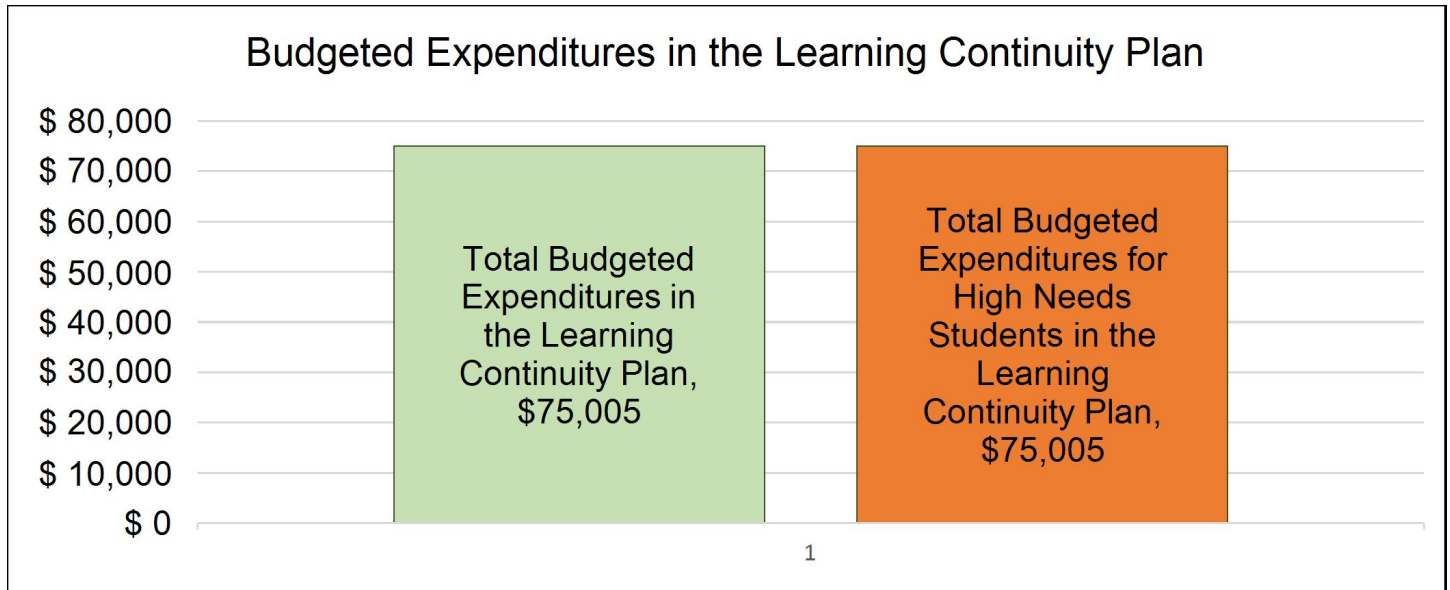 Budgeted Expenditures in the Learning Continuity Plan
$ 80,000
$ 70,000
$ 60,000
$ 50,000
$ 40,000
$ 30,000
$ 20,000
$ 10,000
$ 0
Total Budgeted
Expenditures in
the Learning
Continuity Plan,
$75,005
Total Budgeted
Expenditures for
High Needs
Students in the
Learning
Continuity Plan,
$75,005
1